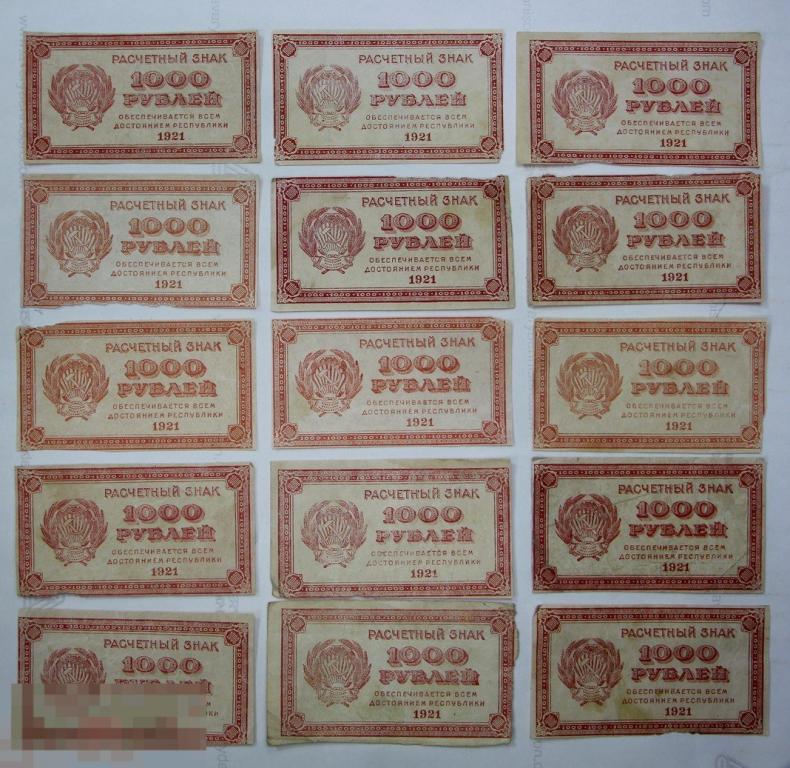 РАСЧЕТНЫЙ ЗНАК
1000
РУБЛЕЙ
ОБЕСПЕЧИВАЕТСЯ ВСЕМ
ДОСТОЯНИЕМ РЕСПУБЛИКИ
1921
РАСЧЕТНЫЙ ЗНАК
1000
РУБЛЕЙ
ОБЕСПЕЧИВАЕТСЯ ВСЕМ
ДОСТОЯНИЕМ РЕСПУБЛИКИ
1921
РАСЧЕТНЫЙ ЗНАК
1000
РУБЛЕЙ
ОБЕСПЕЧИВАЕТСЯ ВСЕМ
ДОСТОЯНИЕМ РЕСПУБЛИКИ
1921
РАСЧЕТНЫЙ ЗНАК
1000
РУБЛЕЙ
ОБЕСПЕЧИВАЕТСЯ ВСЕМ
ДОСТОЯНИЕМ РЕСПУБЛИКИ
1921
РАСЧЕТНЫЙ ЗНАК
1000
РУБЛЕЙ
ОБЕСПЕЧИВАЕТСЯ ВСЕМ
ДОСТОЯНИЕМ РЕСПУБЛИКИ
1921
РАСЧЕТНЫЙ ЗНАК
1000
РУБЛЕЙ
ОБЕСПЕЧИВАЕТСЯ ВСЕМ
ДОСТОЯНИЕМ РЕСПУБЛИКИ
1921
РАСЧЕТНЫЙ ЗНАК
1000
РУБЛЕЙ
ОБЕСПЕЧИВАЕТСЯ ВСЕМ
ДОСТОЯНИЕМ РЕСПУБЛИКИ
1921
РАСЧЕТНЫЙ ЗНАК
1000
РУБЛЕЙ
ОБЕСПЕЧИВАЕТСЯ ВСЕМ
ДОСТОЯНИЕМ РЕСПУБЛИКИ
1921
РАСЧЕТНЫЙ ЗНАК
1000
РУБЛЕЙ
ОБЕСПЕЧИВАЕТСЯ ВСЕМ
ДОСТОЯНИЕМ РЕСПУБЛИКИ
1921
РАСЧЕТНЫЙ ЗНАК
1000
РУБЛЕЙ
ОБЕСПЕЧИВАЕТСЯ ВСЕМ
ДОСТОЯНИЕМ РЕСПУБЛИКИ
1921
РАСЧЕТНЫЙ ЗНАК
1000
РУБЛЕЙ
ОБЕСПЕЧИВАЕТСЯ ВСЕМ
ДОСТОЯНИЕМ РЕСПУБЛИКИ
1921
РАСЧЕТНЫЙ ЗНАК
1000
РУБЛЕЙ
ОБЕСПЕЧИВАЕТСЯ ВСЕМ
ДОСТОЯНИЕМ РЕСПУБЛИКИ
1921
РАСЧЕТНЫЙ ЗНАК
1000
РАСЧЕТНЫЙ ЗНАК
1000
РУБЛЕЙ
ОБЕСПЕЧИВАЕТСЯ ВСЕМ
ДОСТОЯНИЕМ РЕСПУБЛИКИ
1921
РАСЧЕТНЫЙ ЗНАК
1000
РУБЛЕЙ
ОБЕСПЕЧИВАЕТСЯ ВСЕМ
ДОСТОЯНИЕМ РЕСПУБЛИКИ
1921